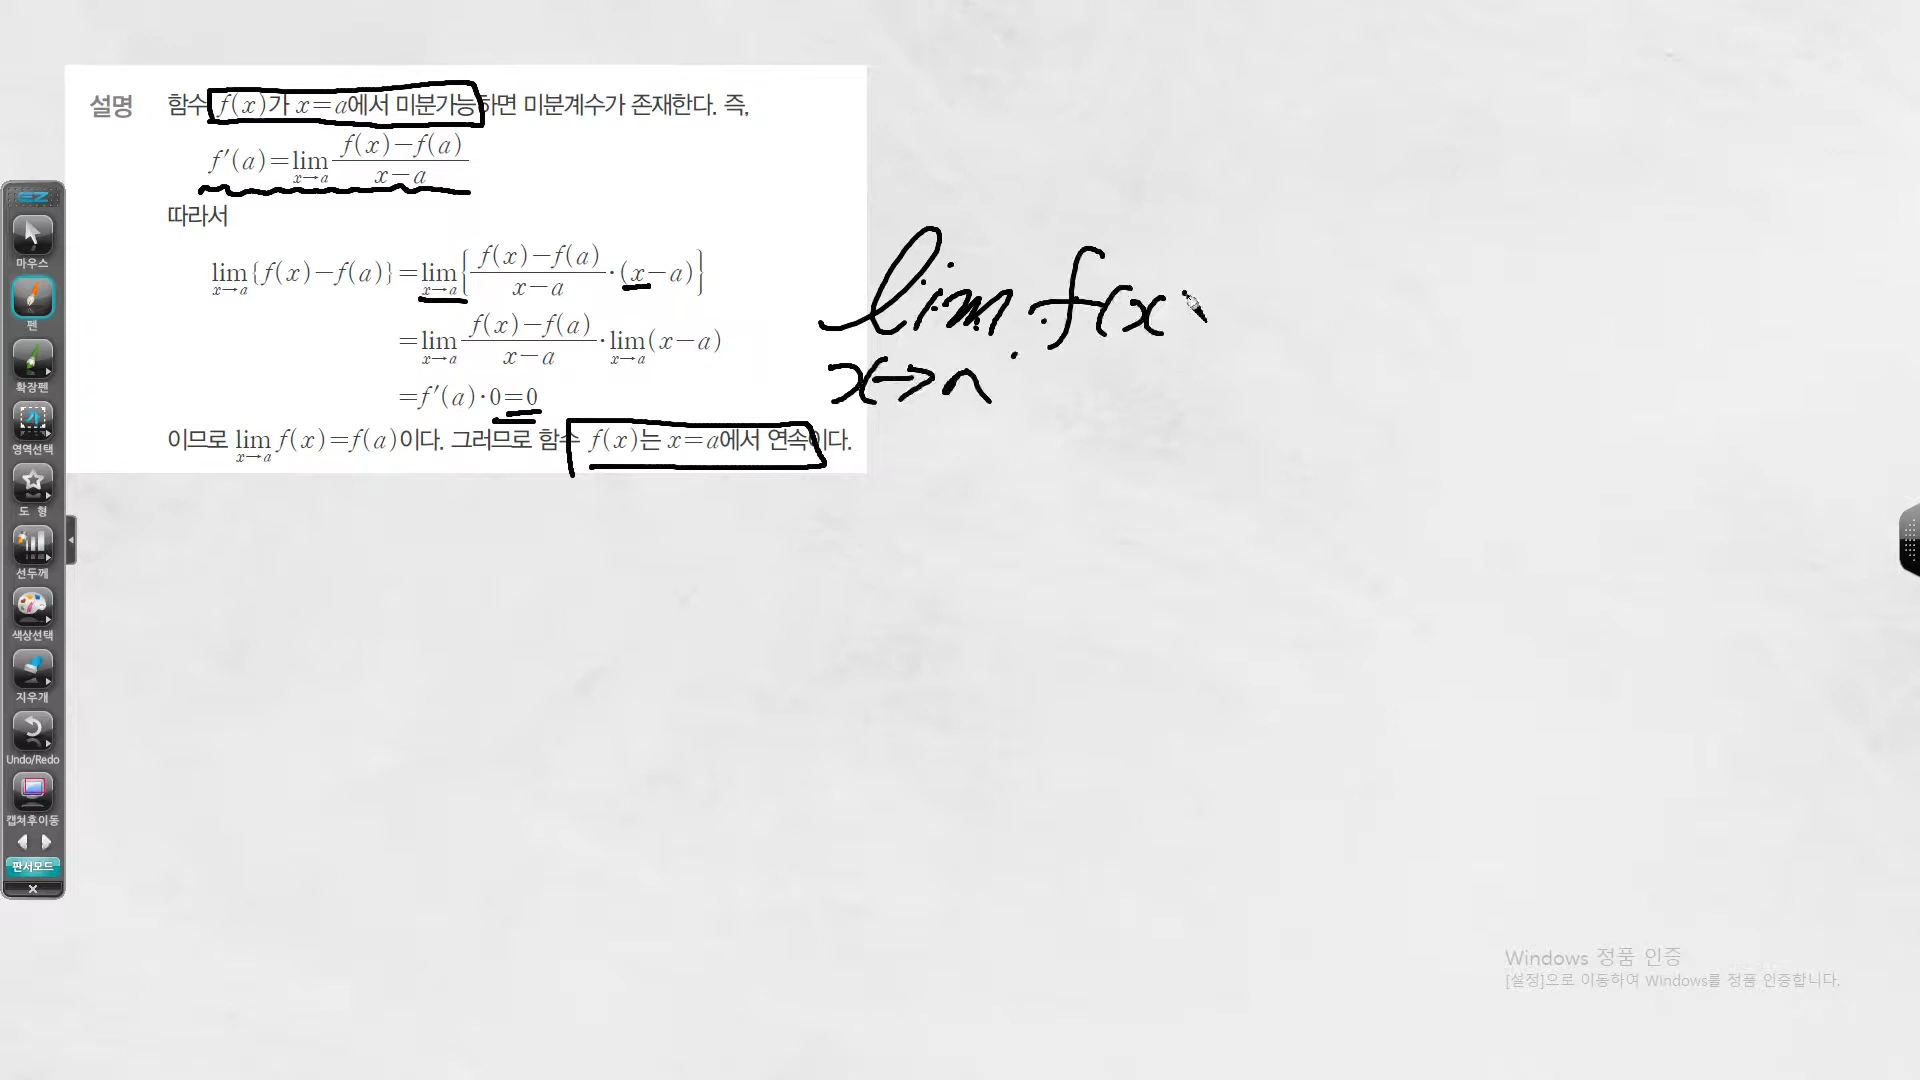 설명 함수 f(x)가 x=a에서 미분가능하면 미분계수가 존재한다. 즉,
f′(a)=lim_{x→a} (f(x)−f(a))/(x−a)
따라서
lim_{x→a}{f(x)−f(a)}=lim_{x→a}{(f(x)−f(a))/(x−a)·(x−a)}
=lim_{x→a} (f(x)−f(a))/(x−a)·lim_{x→a}(x−a)
=f′(a)·0=0
이므로 lim_{x→a} f(x)=f(a)이다. 그러므로 함수 f(x)는 x=a에서 연속이다.
lim f(x
x→a
EZ
마우스
펜
확장펜
가
영역선택
도 형
선두께
색상선택
지우개
Undo/Redo
캡쳐후이동
판서모드
x
Windows 정품 인증
[설정]으로 이동하여 Windows를 정품 인증합니다.